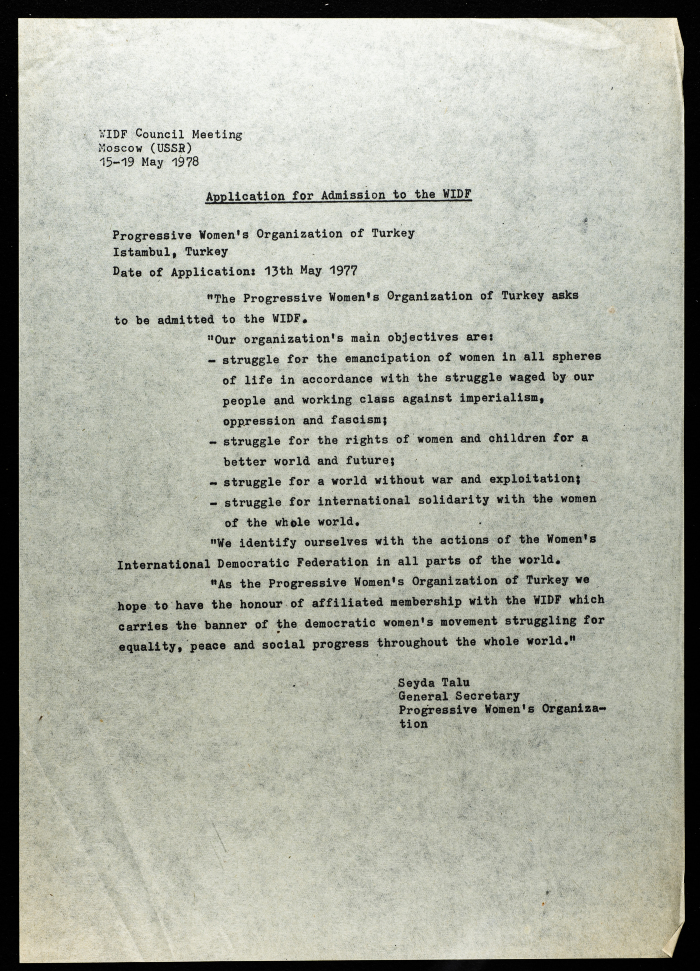 WIDF Council Meeting
Moscow (USSR)
15-19 May 1978
Application for Admission to the WIDF
Progressive Women's Organization of Turkey
Istambul, Turkey
Date of Application: 13th May 1977
"The Progressive Women's Organization of Turkey asks
to be admitted to the WIDF.
"Our organization's main objectives are:
- struggle for the emancipation of women in all spheres
of life in accordance with the struggle waged by our
people and working class against imperialism,
oppression and fascism;
- struggle for the rights of women and children for a
better world and future;
- struggle for a world without war and exploitation;
- struggle for international solidarity with the women
of the whole world.
"We identify ourselves with the actions of the Women's
International Democratic Federation in all parts of the world.
"As the Progressive Women's Organization of Turkey we
hope to have the honour of affiliated membership with the WIDF which
carries the banner of the democratic women's movement struggling for
equality, peace and social progress throughout the whole world."
Seyda Talu
General Secretary
Progressive Women's Organiza-
tion